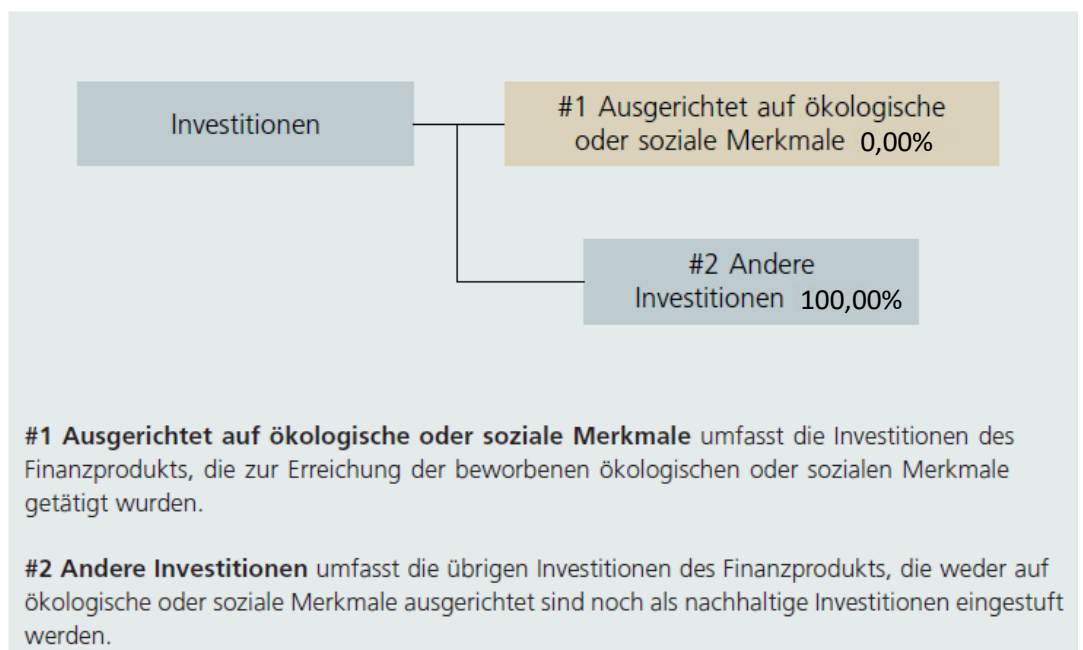 Investitionen
#1 Ausgerichtet auf ökologische
oder soziale Merkmale 0,00%
#2 Andere
Investitionen 100,00%
#1 Ausgerichtet auf ökologische oder soziale Merkmale umfasst die Investitionen des
Finanzprodukts, die zur Erreichung der beworbenen ökologischen oder sozialen Merkmale
getätigt wurden.
#2 Andere Investitionen umfasst die übrigen Investitionen des Finanzprodukts, die weder auf
ökologische oder soziale Merkmale ausgerichtet sind noch als nachhaltige Investitionen eingestuft
werden.